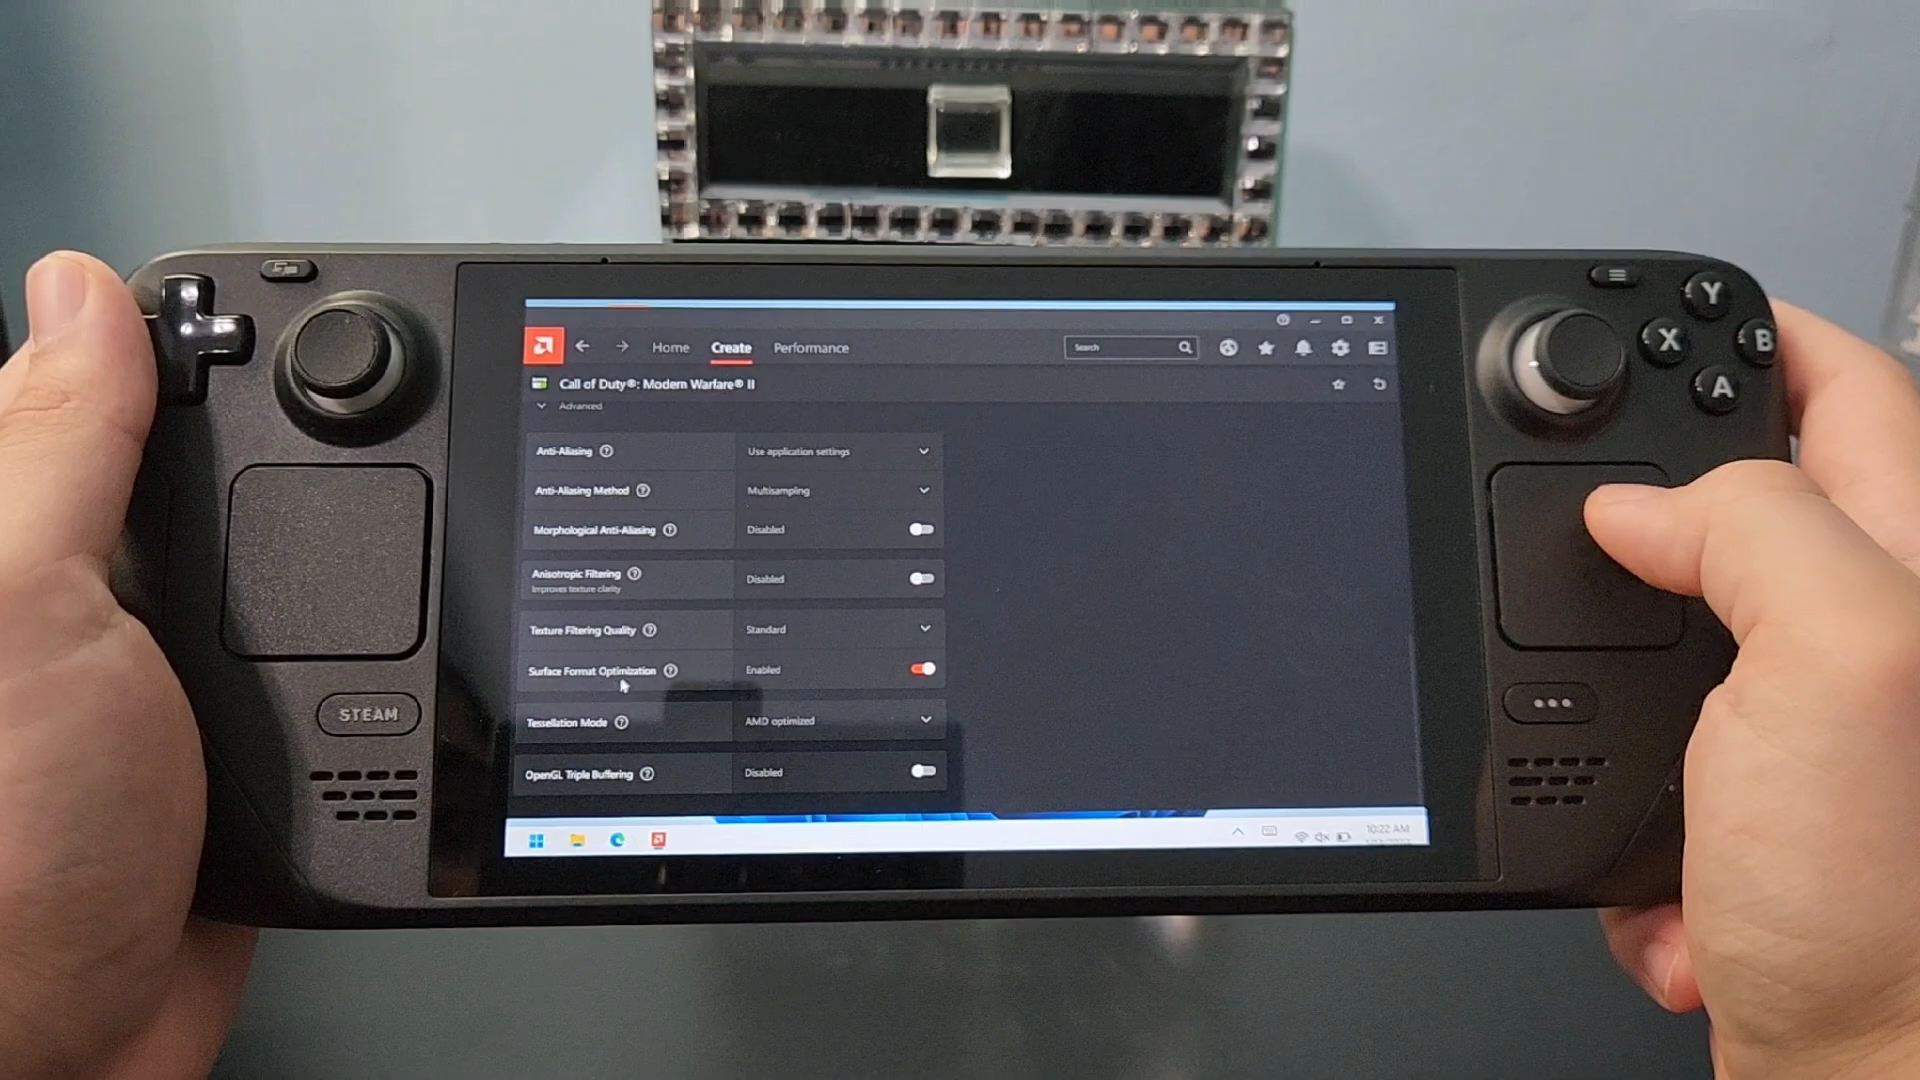 Home Create Performance Search
Call of Duty®: Modern Warfare® II
Advanced
Anti-Aliasing ? Use application settings
Anti-Aliasing Method ? Multisampling
Morphological Anti-Aliasing ? Disabled
Anisotropic Filtering ? Disabled
Improves texture clarity
Texture Filtering Quality ? Standard
Surface Format Optimization ? Enabled
Tessellation Mode ? AMD optimized
OpenGL Triple Buffering ? Disabled
10:22 AM
STEAM
Y
X
B
A